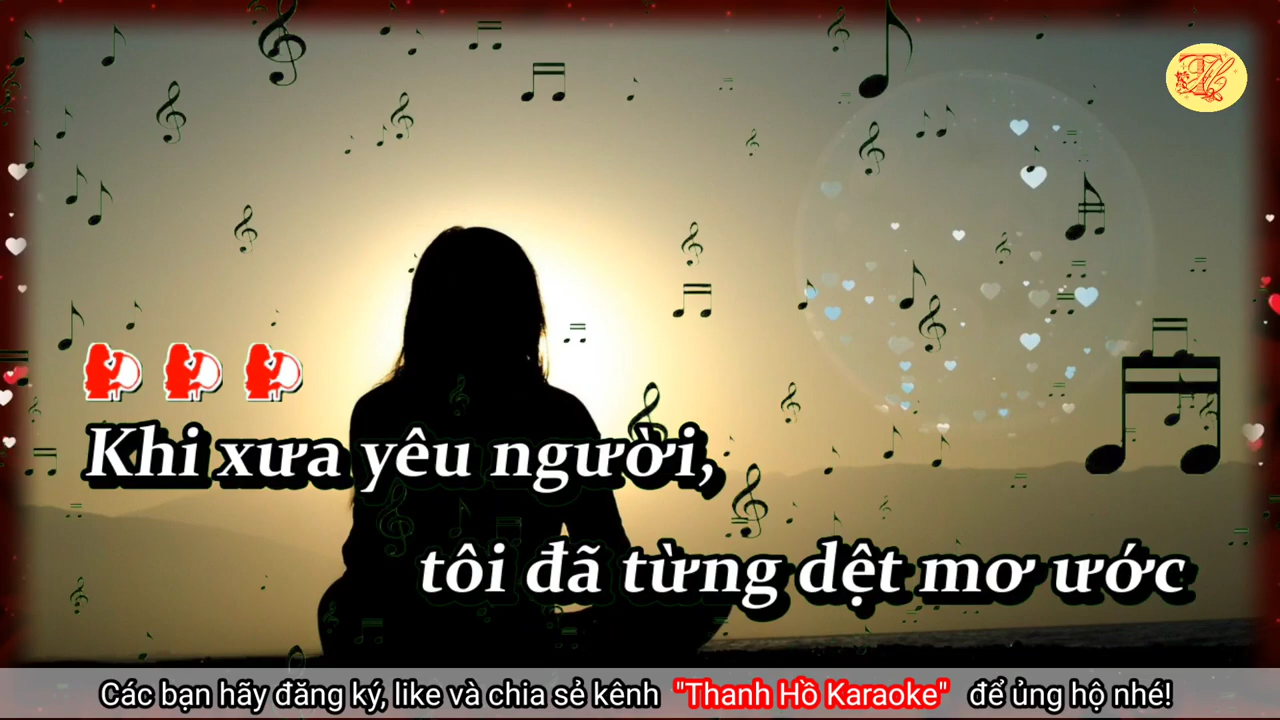 Khi xưa yêu người,
tôi đã từng dệt mơ ước
Các bạn hãy đăng ký, like và chia sẻ kênh "Thanh Hồ Karaoke" để ủng hộ nhé!